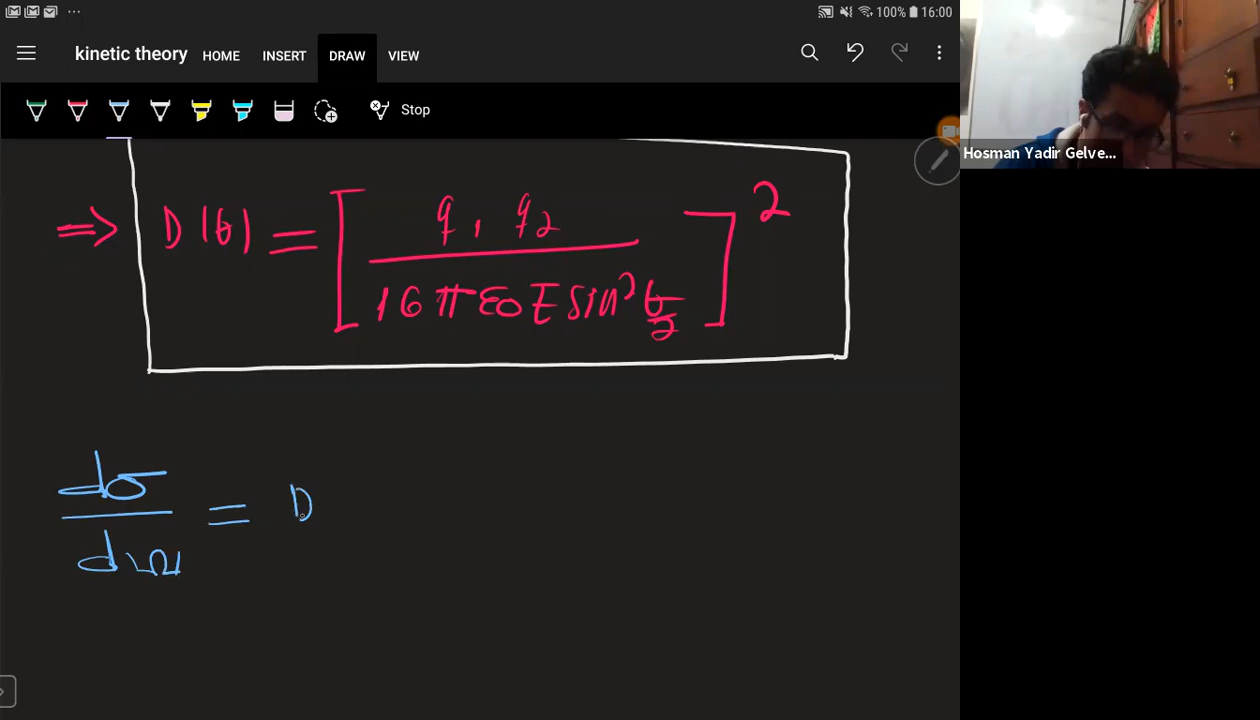 ··· 100% 16:00
kinetic theory HOME INSERT DRAW VIEW
Stop
Hosman Yadir Gelve...
⇒ D(θ) = [ q₁ q₂ / 16πε₀E sin² θ/2 ]²
dσ/dΩ = D